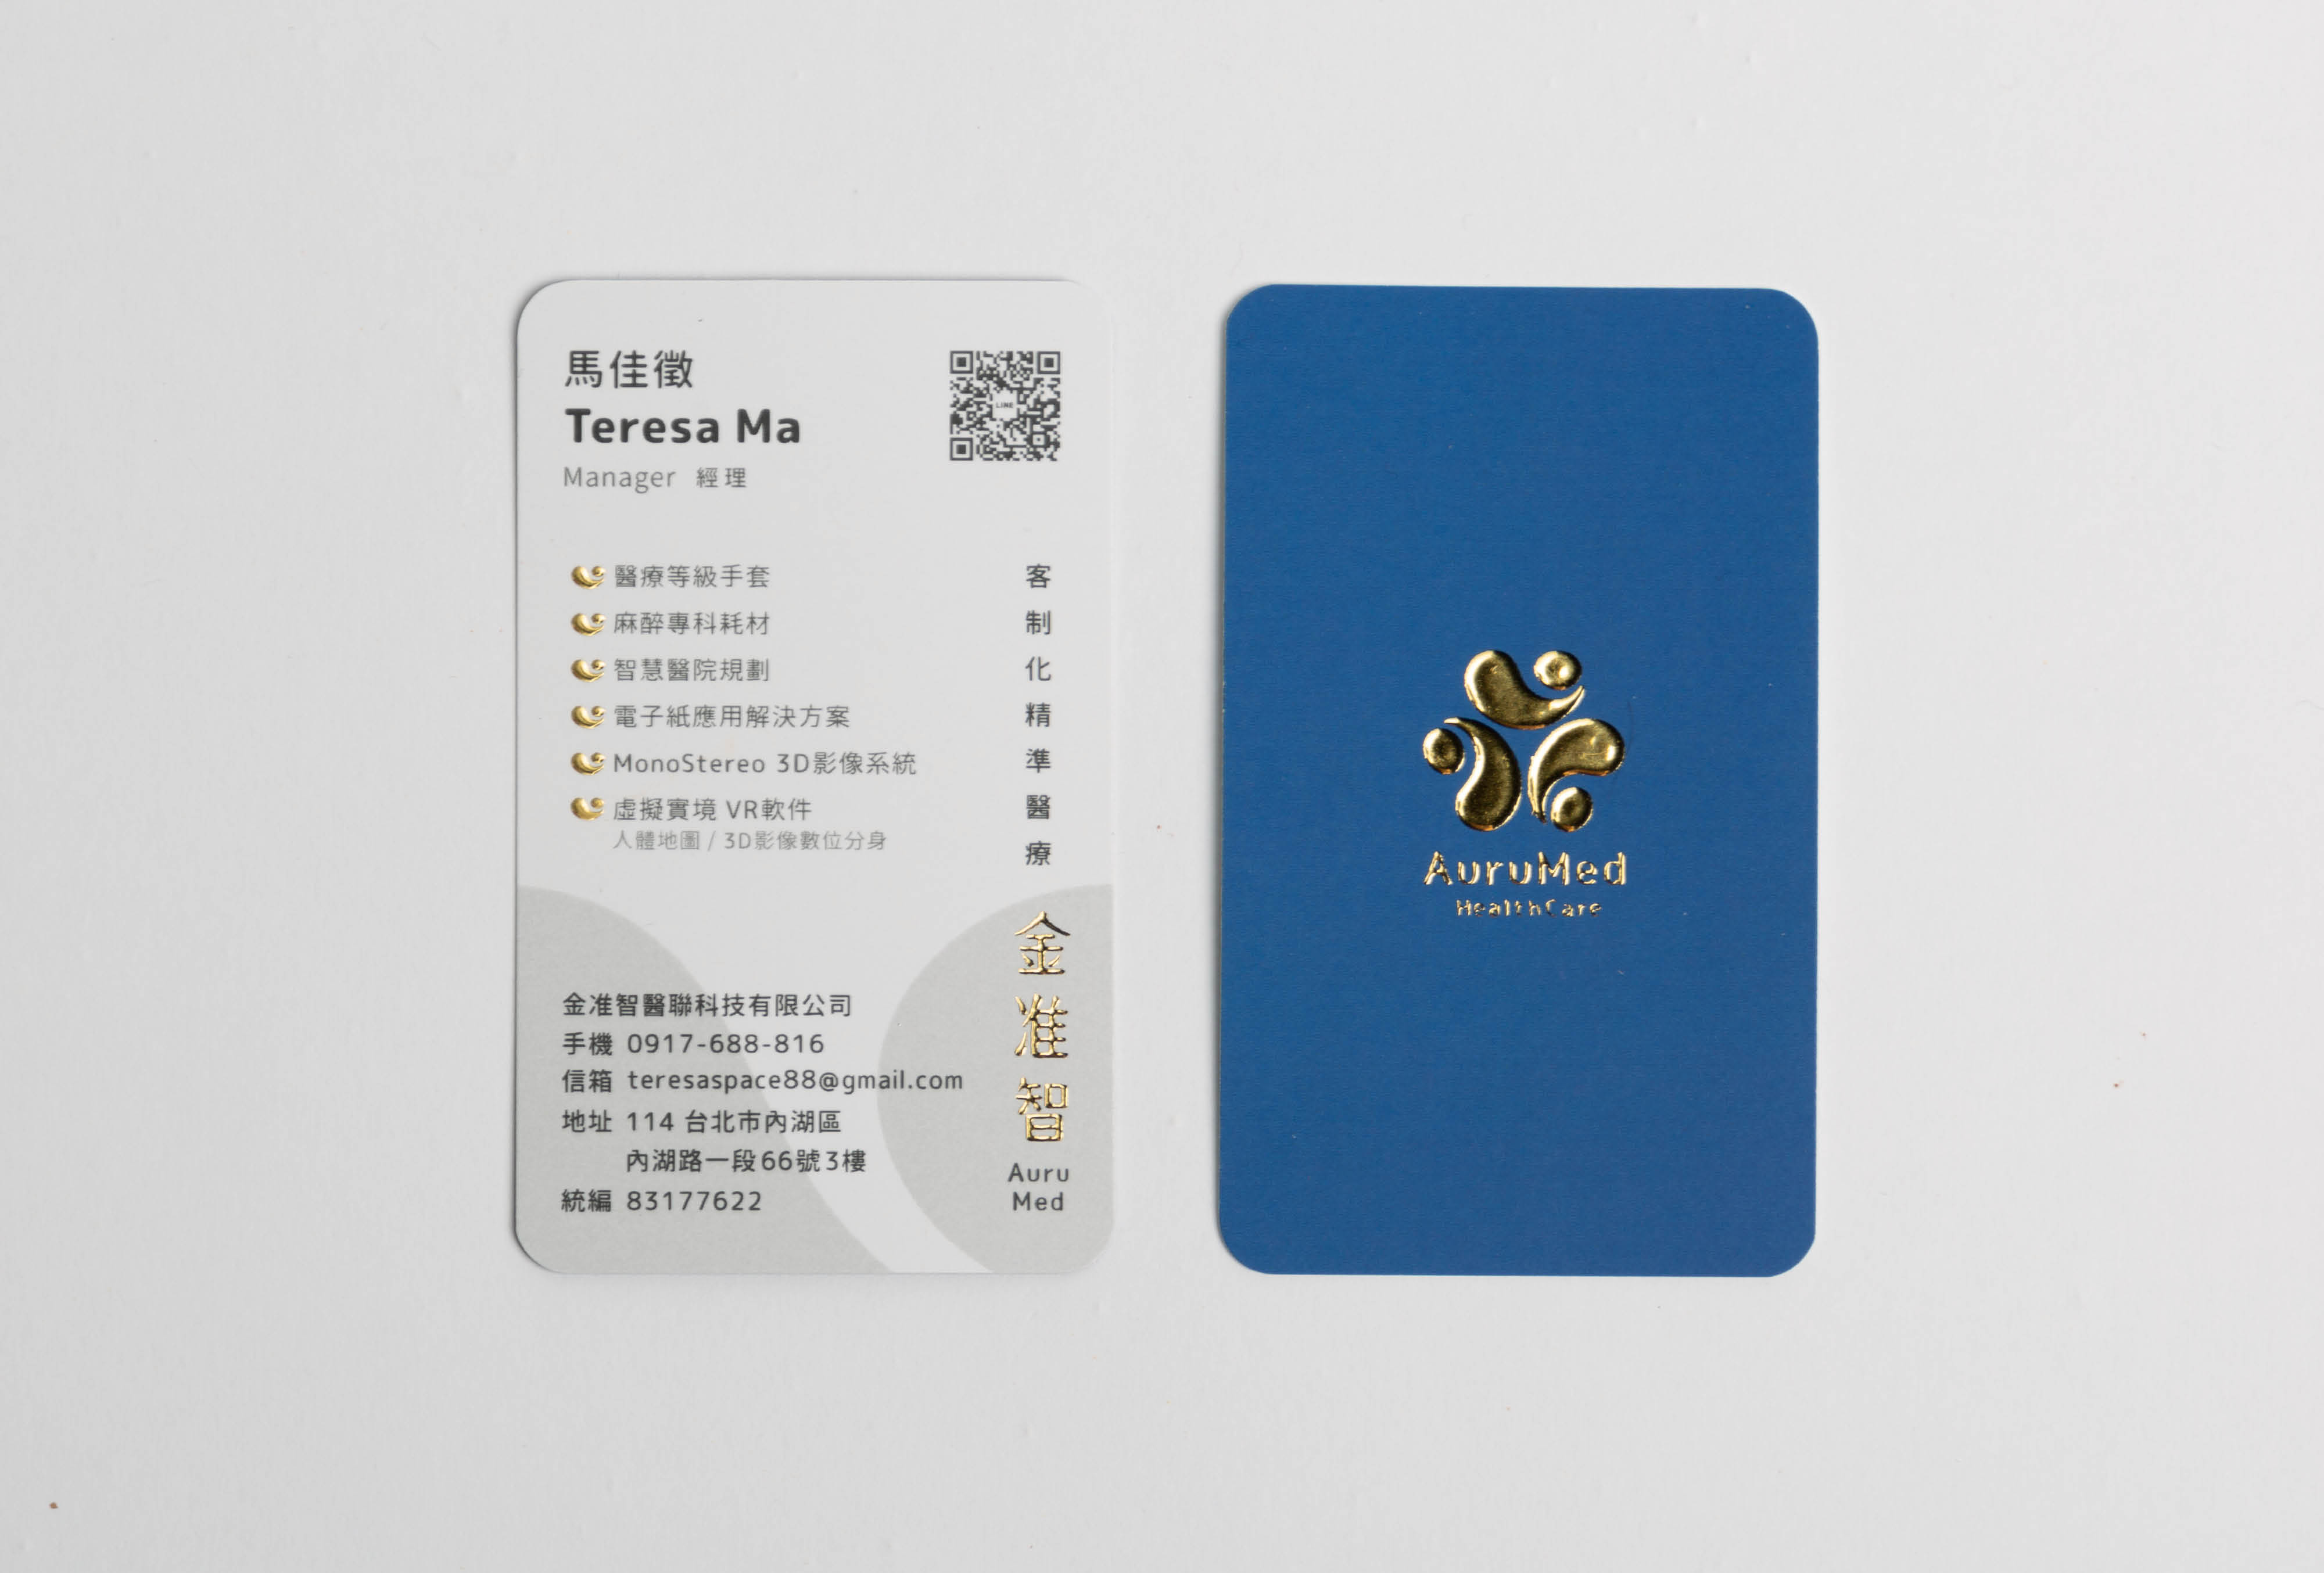 馬佳徵
Teresa Ma
Manager 經理
LINE
醫療等級手套
麻醉專科耗材
智慧醫院規劃
電子紙應用解決方案
MonoStereo 3D影像系統
虛擬實境 VR軟件
人體地圖 / 3D影像數位分身
客制化精準醫療
金准智
Auru
Med
金准智醫聯科技有限公司
手機 0917-688-816
信箱 teresaspace88@gmail.com
地址 114 台北市內湖區
內湖路一段66號3樓
統編 83177622
AuruMed
HealthCare